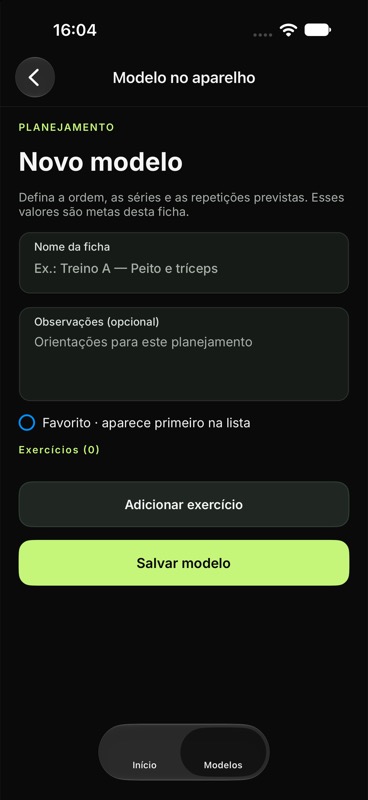 16:04
Modelo no aparelho
PLANEJAMENTO
Novo modelo
Defina a ordem, as séries e as repetições previstas. Esses
valores são metas desta ficha.
Nome da ficha
Ex.: Treino A — Peito e tríceps
Observações (opcional)
Orientações para este planejamento
Favorito · aparece primeiro na lista
Exercícios (0)
Adicionar exercício
Salvar modelo
Início
Modelos